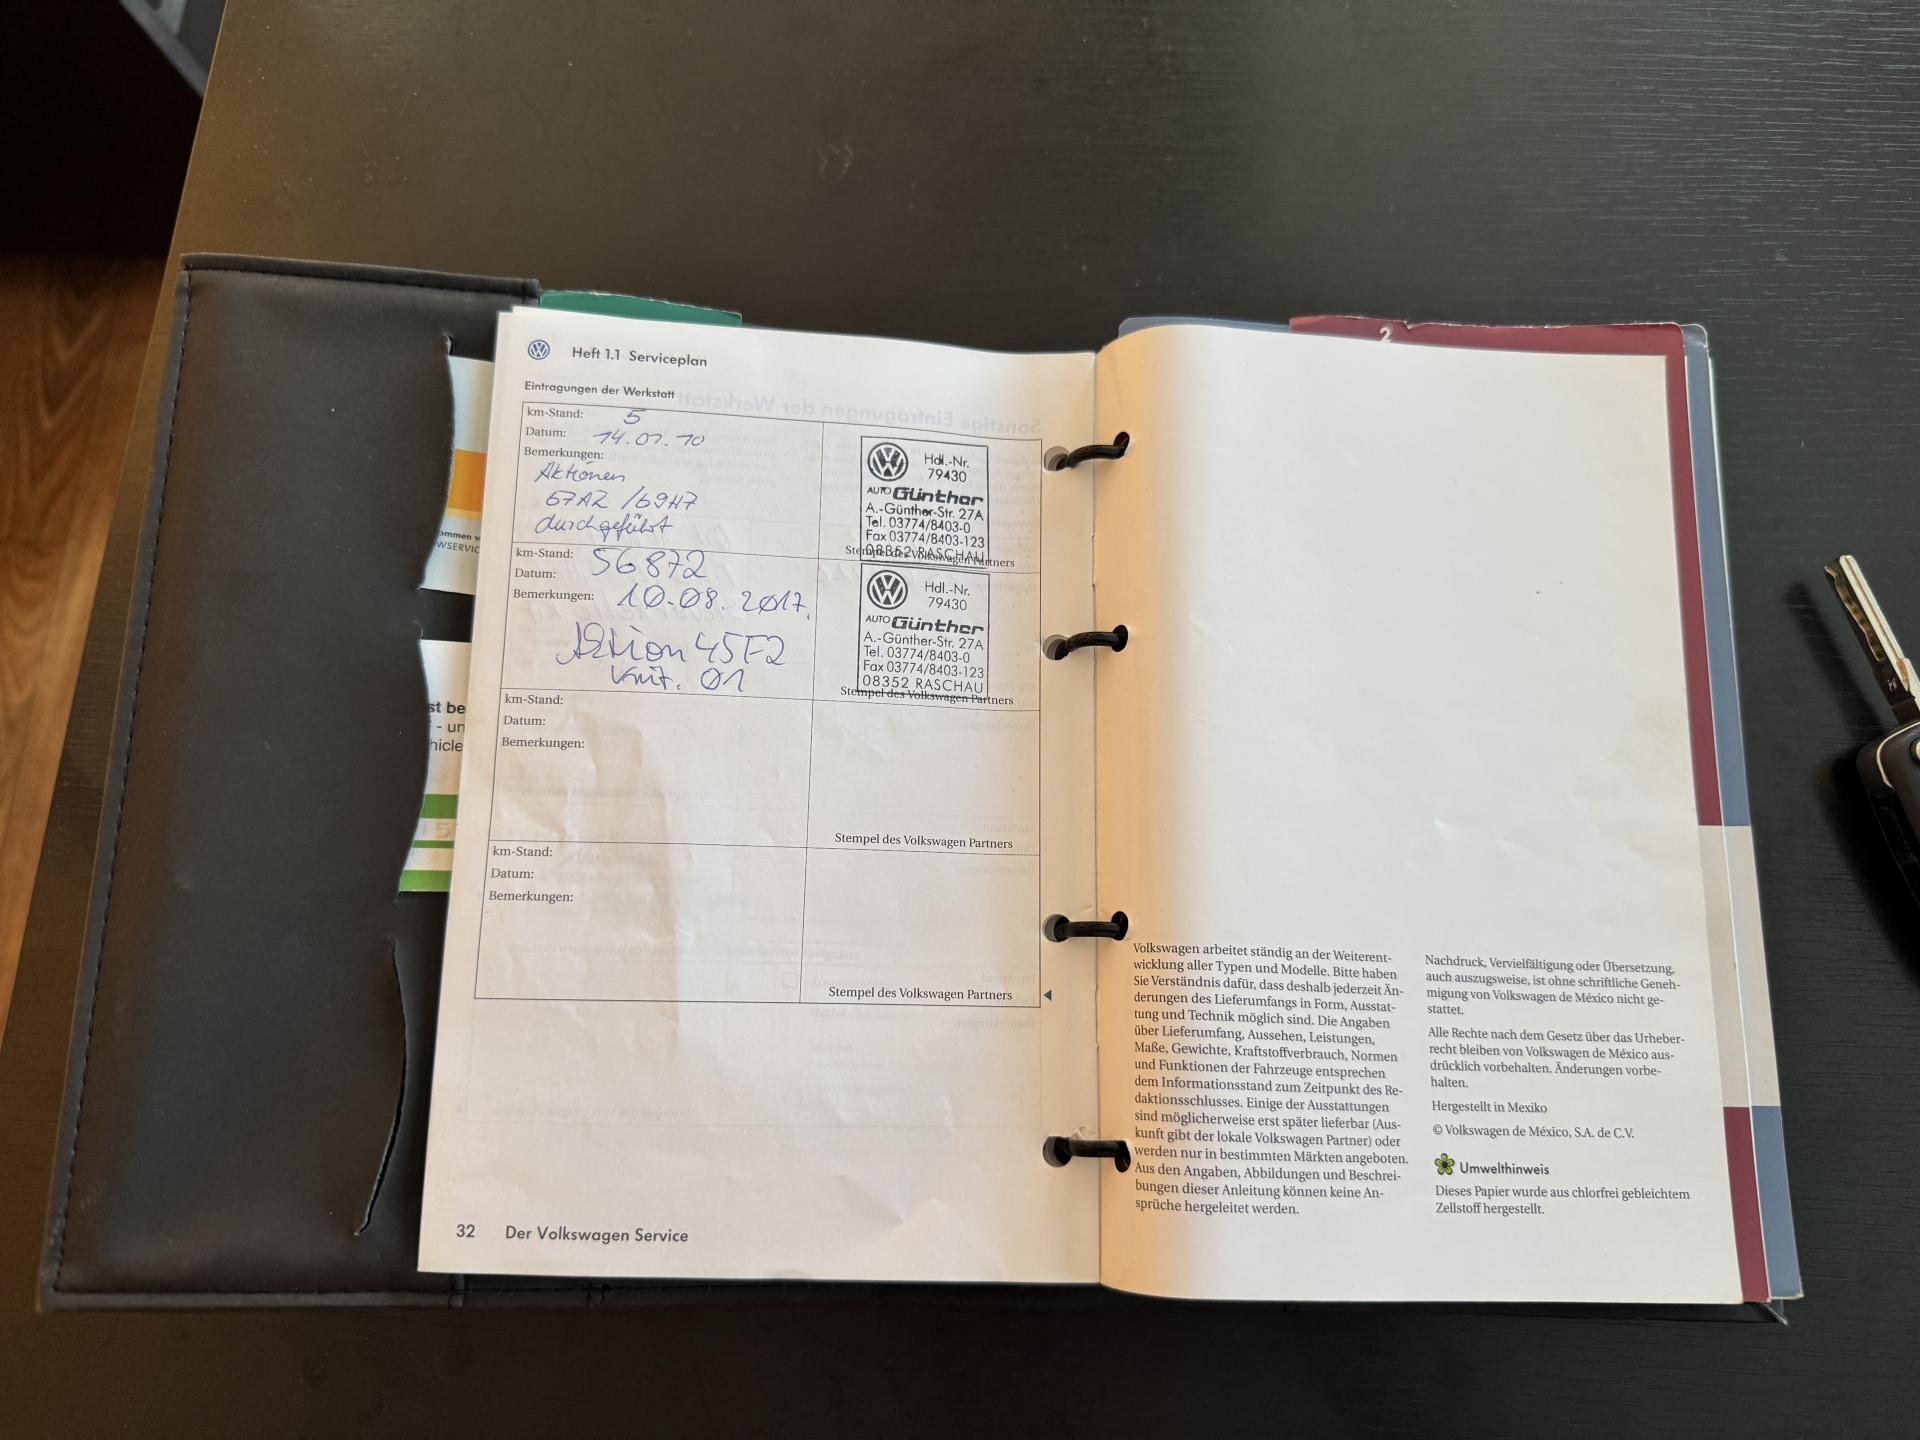 Heft 1.1 Serviceplan
Eintragungen der Werkstatt
km-Stand: 5
Datum: 14.01.10
Bemerkungen:
Aktionen
67A2 / 69H7
durchgeführt
Hdl.-Nr.
79430
AUTO Günther
A.-Günther-Str. 27A
Tel. 03774/8403-0
Fax 03774/8403-123
08352 RASCHAU
Stempel des Volkswagen Partners
km-Stand: 56872
Datum:
Bemerkungen: 10.08.2017.
Aktion 45F2
Krit. 01
Hdl.-Nr.
79430
AUTO Günther
A.-Günther-Str. 27A
Tel. 03774/8403-0
Fax 03774/8403-123
08352 RASCHAU
Stempel des Volkswagen Partners
km-Stand:
Datum:
Bemerkungen:
Stempel des Volkswagen Partners
km-Stand:
Datum:
Bemerkungen:
Stempel des Volkswagen Partners
32 Der Volkswagen Service
st be
- un
hicle
2
Volkswagen arbeitet ständig an der Weiterent-
wicklung aller Typen und Modelle. Bitte haben
Sie Verständnis dafür, dass deshalb jederzeit Än-
derungen des Lieferumfangs in Form, Ausstat-
tung und Technik möglich sind. Die Angaben
über Lieferumfang, Aussehen, Leistungen,
Maße, Gewichte, Kraftstoffverbrauch, Normen
und Funktionen der Fahrzeuge entsprechen
dem Informationsstand zum Zeitpunkt des Re-
daktionsschlusses. Einige der Ausstattungen
sind möglicherweise erst später lieferbar (Aus-
kunft gibt der lokale Volkswagen Partner) oder
werden nur in bestimmten Märkten angeboten.
Aus den Angaben, Abbildungen und Beschrei-
bungen dieser Anleitung können keine An-
sprüche hergeleitet werden.
Nachdruck, Vervielfältigung oder Übersetzung,
auch auszugsweise, ist ohne schriftliche Geneh-
migung von Volkswagen de México nicht ge-
stattet.
Alle Rechte nach dem Gesetz über das Urheber-
recht bleiben von Volkswagen de México aus-
drücklich vorbehalten. Änderungen vorbe-
halten.
Hergestellt in Mexiko
© Volkswagen de México, S.A. de C.V.
Umwelthinweis
Dieses Papier wurde aus chlorfrei gebleichtem
Zellstoff hergestellt.